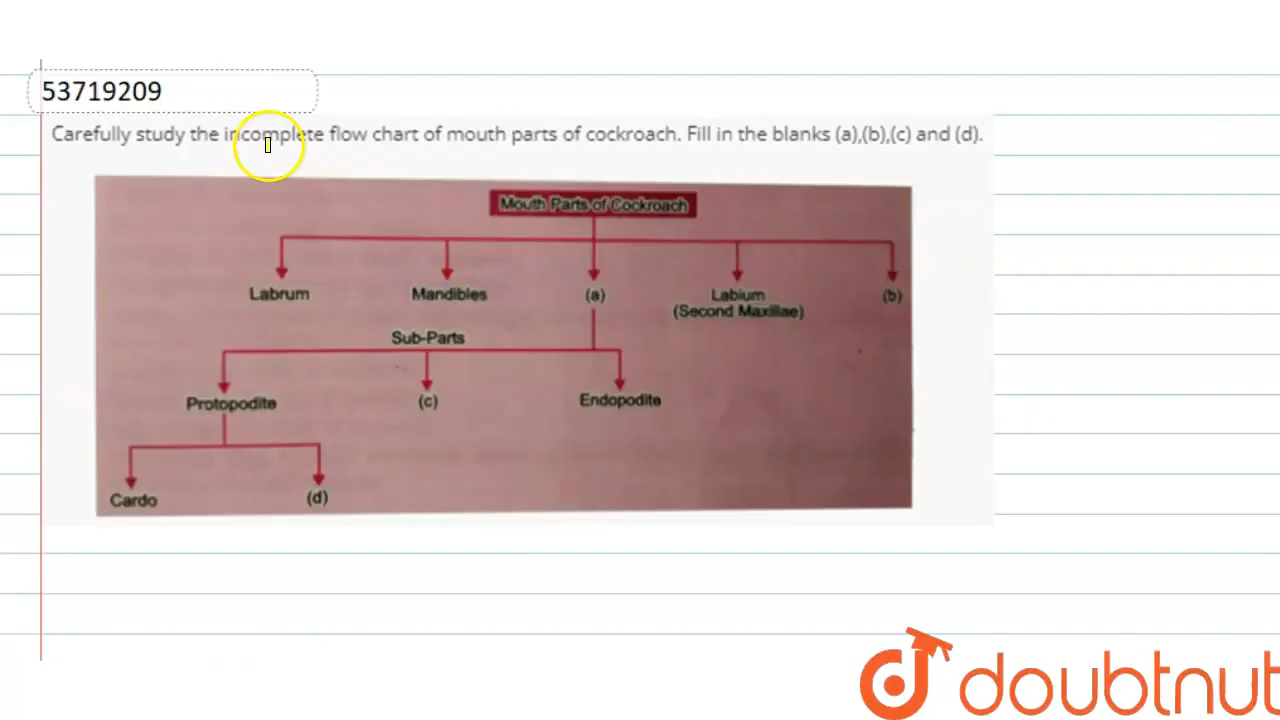 53719209
Carefully study the incomplete flow chart of mouth parts of cockroach. Fill in the blanks (a),(b),(c) and (d).
Mouth Parts of Cockroach
Labrum Mandibles (a) Labium (b)
(Second Maxillae)
Sub-Parts
Protopodite (c) Endopodite
Cardo (d)
doubtnut